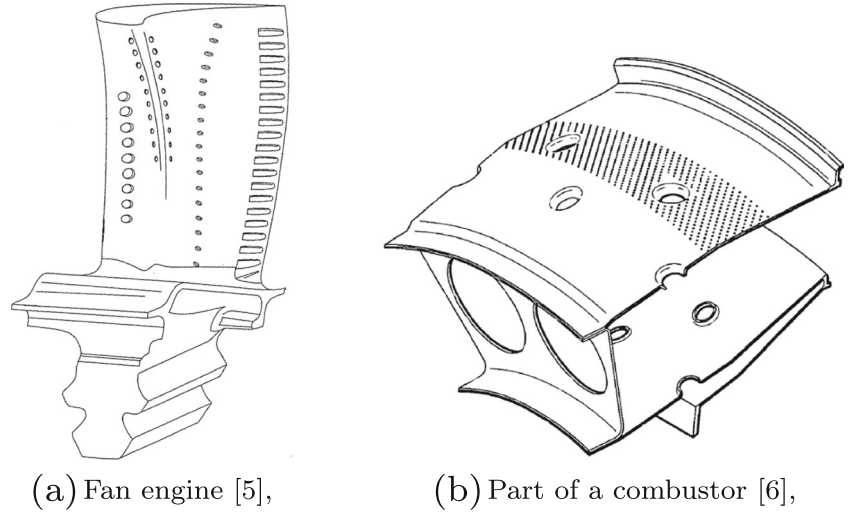 (a) Fan engine [5],
(b) Part of a combustor [6],